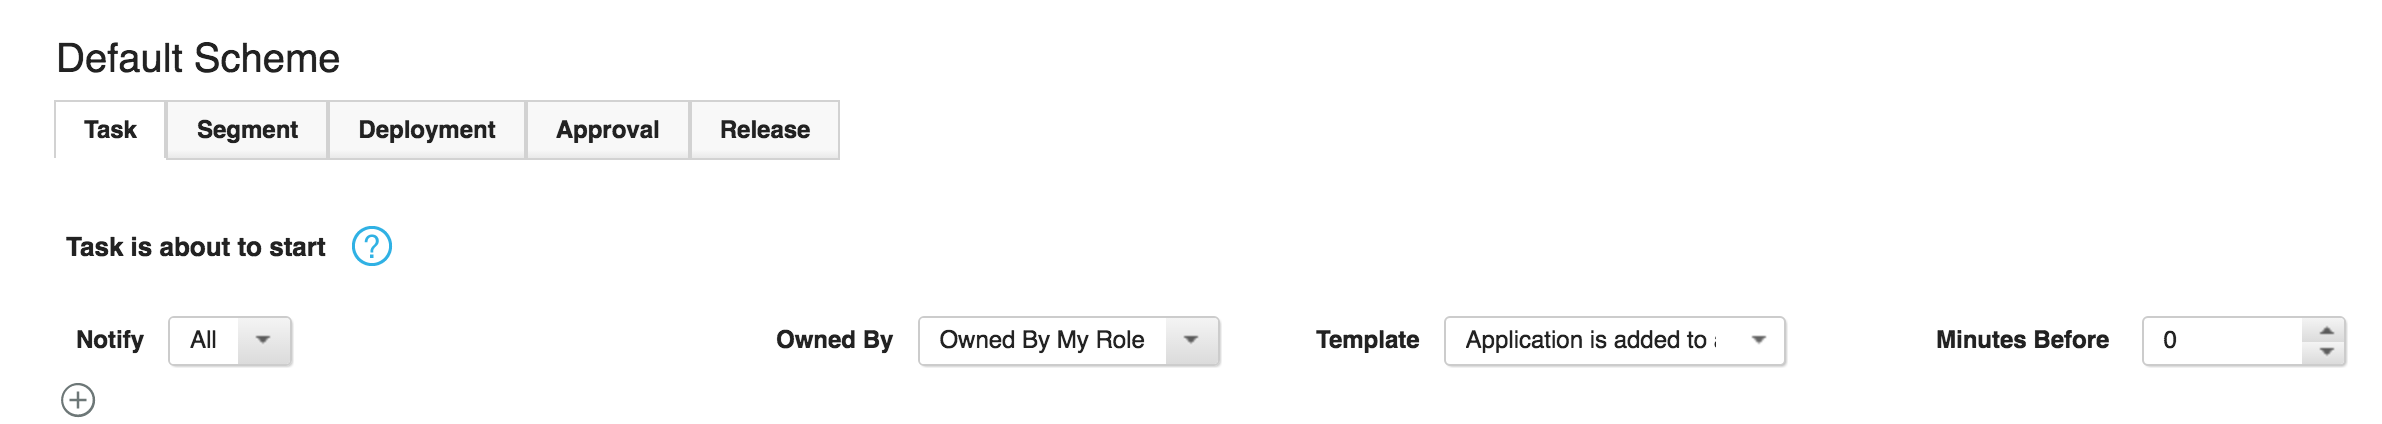 Default Scheme
Task Segment Deployment Approval Release
Task is about to start ?
Notify All Owned By Owned By My Role Template Application is added to Minutes Before 0